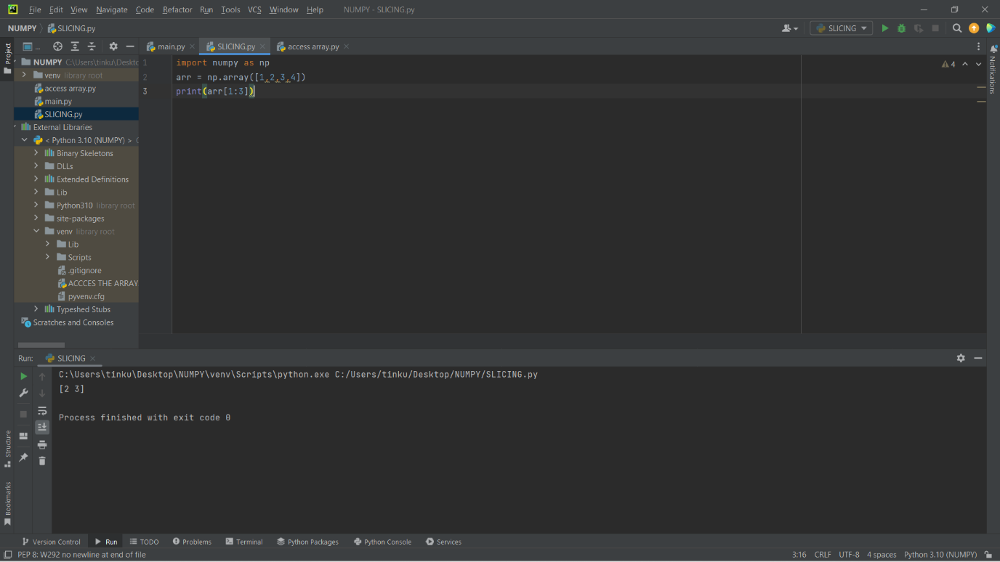 PC File Edit View Navigate Code Refactor Run Tools VCS Window Help NUMPY - SLICING.py
NUMPY SLICING.py SLICING
Project
... main.py SLICING.py access array.py
NUMPY C:\Users\tinku\Deskto
venv library root
access array.py
main.py
SLICING.py
External Libraries
< Python 3.10 (NUMPY) > C
Binary Skeletons
DLLs
Extended Definitions
Lib
Python310 library root
site-packages
venv library root
Lib
Scripts
.gitignore
ACCCES THE ARRAY
pyvenv.cfg
Typeshed Stubs
Scratches and Consoles
1 import numpy as np
2 arr = np.array([1,2,3,4])
3 print(arr[1:3])
4
Notifications
Run: SLICING
C:\Users\tinku\Desktop\NUMPY\venv\Scripts\python.exe C:/Users/tinku/Desktop/NUMPY/SLICING.py
[2 3]
Process finished with exit code 0
Structure
Bookmarks
Version Control Run TODO Problems Terminal Python Packages Python Console Services
PEP 8: W292 no newline at end of file 3:16 CRLF UTF-8 4 spaces Python 3.10 (NUMPY)